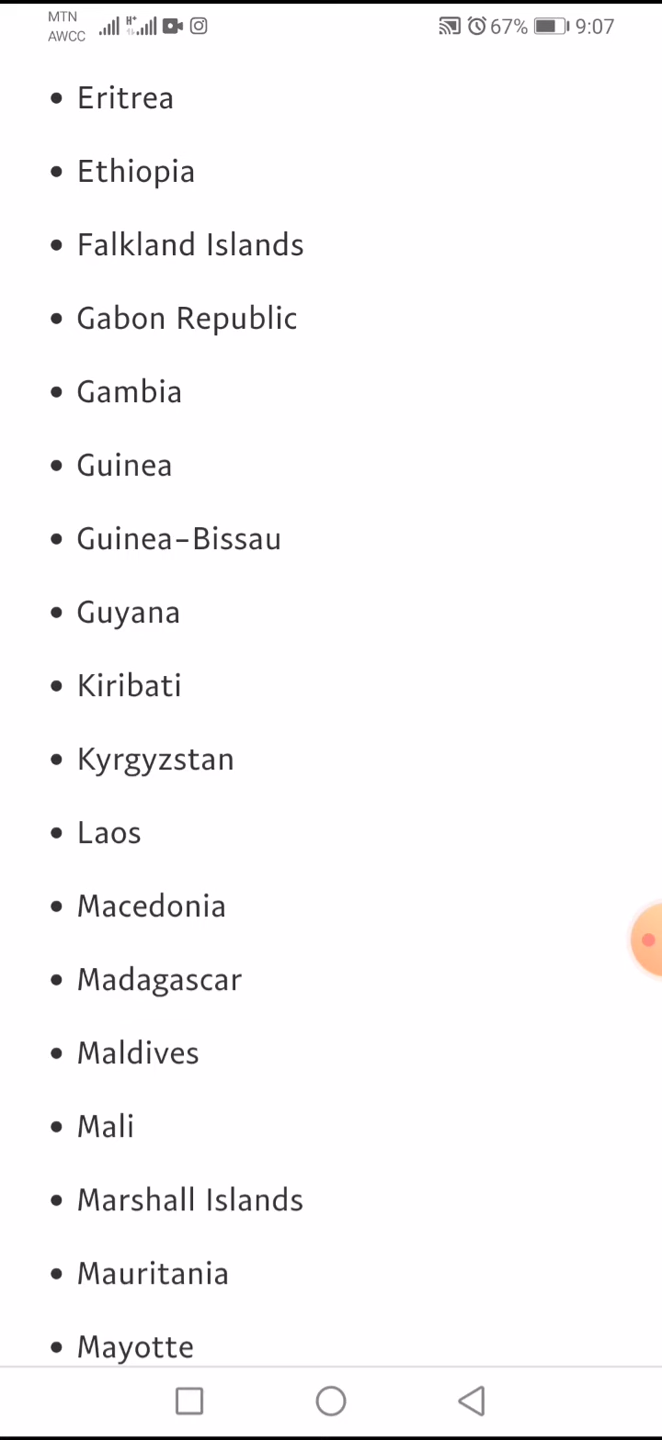 MTN
AWCC
H+
67%
9:07
• Eritrea
• Ethiopia
• Falkland Islands
• Gabon Republic
• Gambia
• Guinea
• Guinea-Bissau
• Guyana
• Kiribati
• Kyrgyzstan
• Laos
• Macedonia
• Madagascar
• Maldives
• Mali
• Marshall Islands
• Mauritania
• Mayotte